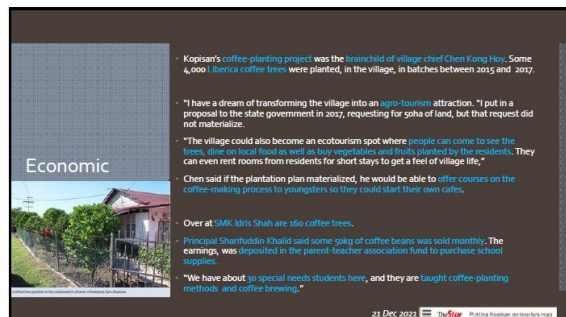 Economic
Kopisan's coffee-planting project was the brainchild of village chief Chen Kong Hoy. Some
4,000 Liberica coffee trees were planted, in the village, in batches between 2015 and 2017.
"I have a dream of transforming the village into an agro-tourism attraction. "I put in a
proposal to the state government in 2017, requesting for 50ha of land, but that request did
not materialize.
"The village could also become an ecotourism spot where people can come to see the
trees, dine on local food as well as buy vegetables and fruits planted by the residents. They
can even rent rooms from residents for short stays to get a feel of village life,"
Chen said if the plantation plan materialized, he would be able to offer courses on the
coffee-making process to youngsters so they could start their own cafes.
Over at SMK Idris Shah are 160 coffee trees.
Principal Sharifuddin Khalid said some 50kg of coffee beans was sold monthly. The
earnings, was deposited in the parent-teacher association fund to purchase school
supplies.
"We have about 30 special needs students here, and they are taught coffee-planting
methods and coffee brewing."
21 Dec 2021 TheStar Putting Kopisan on tourism map